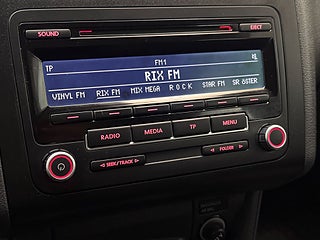 SOUND
EJECT
TP FM1
RIX FM
VINYL FM RIX FM MIX MEGA ROCK STAR FM SR ÖSTER
RADIO MEDIA TP MENU
SEEK/TRACK
FOLDER